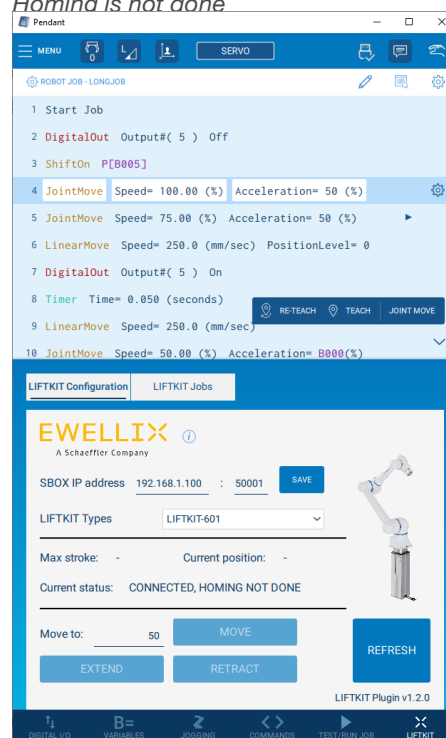 Homing is not done
Pendant
MENU
0
SERVO
ROBOT JOB - LONGJOB
1 Start Job
2 DigitalOut Output#( 5 ) Off
3 ShiftOn P[B005]
4 JointMove Speed= 100.00 (%) Acceleration= 50 (%)
5 JointMove Speed= 75.00 (%) Acceleration= 50 (%)
6 LinearMove Speed= 250.0 (mm/sec) PositionLevel= 0
7 DigitalOut Output#( 5 ) On
8 Timer Time= 0.050 (seconds)
RE-TEACH TEACH JOINT MOVE
9 LinearMove Speed= 250.0 (mm/sec)
10 JointMove Speed= 50.00 (%) Acceleration= B000(%)
LIFTKIT Configuration LIFTKIT Jobs
EWELLIX
A Schaeffler Company
SBOX IP address 192.168.1.100 : 50001 SAVE
LIFTKIT Types LIFTKIT-601
Max stroke: - Current position: -
Current status: CONNECTED, HOMING NOT DONE
Move to: 50 MOVE
REFRESH
EXTEND RETRACT
LIFTKIT Plugin v1.2.0
DIGITAL I/O VARIABLES JOGGING COMMANDS TEST/RUN JOB LIFTKIT